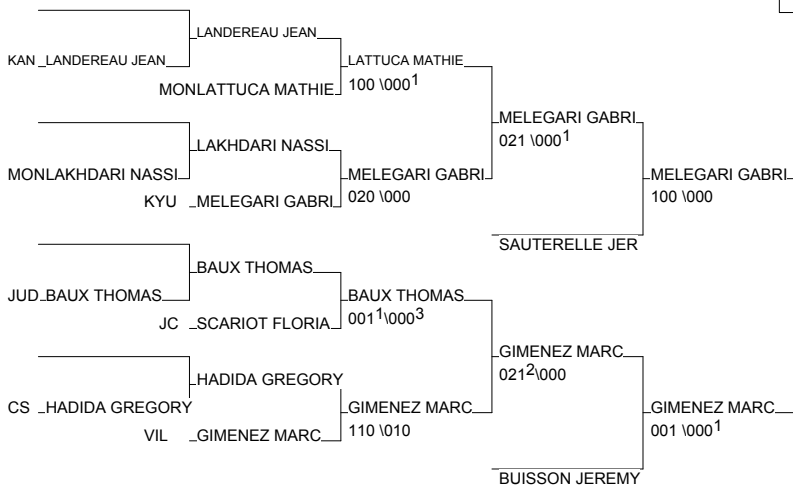 LANDEREAU JEAN
KAN LANDEREAU JEAN
LATTUCA MATHIE
100 \000¹
MONLATTUCA MATHIE
MELEGARI GABRI
021 \000¹
LAKHDARI NASSI
MONLAKHDARI NASSI
MELEGARI GABRI
020 \000
MELEGARI GABRI
100 \000
KYU MELEGARI GABRI
SAUTERELLE JER
BAUX THOMAS
JUD BAUX THOMAS
BAUX THOMAS
001¹\000³
JC SCARIOT FLORIA
GIMENEZ MARC
021²\000
HADIDA GREGORY
CS HADIDA GREGORY
GIMENEZ MARC
110 \010
GIMENEZ MARC
001 \000¹
VIL GIMENEZ MARC
BUISSON JEREMY